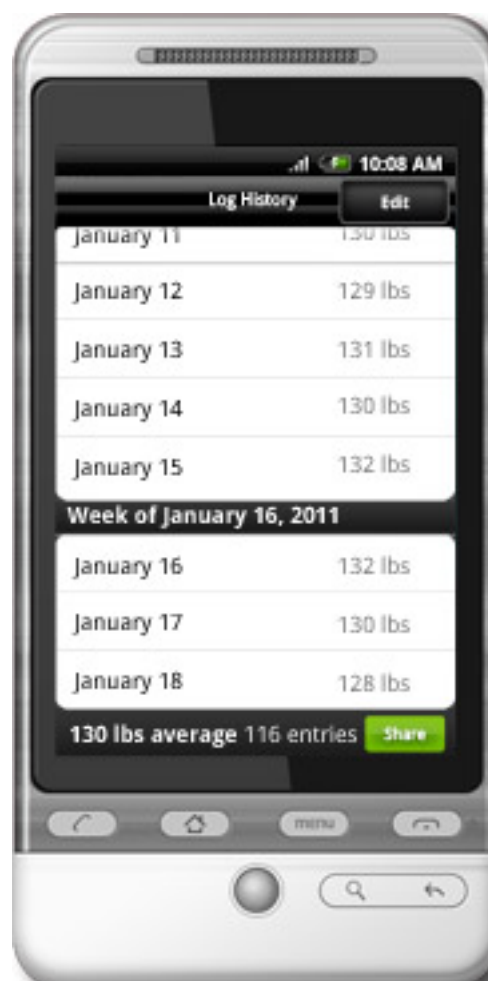 10:08 AM
Log History Edit
January 11 130 lbs
January 12 129 lbs
January 13 131 lbs
January 14 130 lbs
January 15 132 lbs
Week of January 16, 2011
January 16 132 lbs
January 17 130 lbs
January 18 128 lbs
130 lbs average 116 entries Share
menu